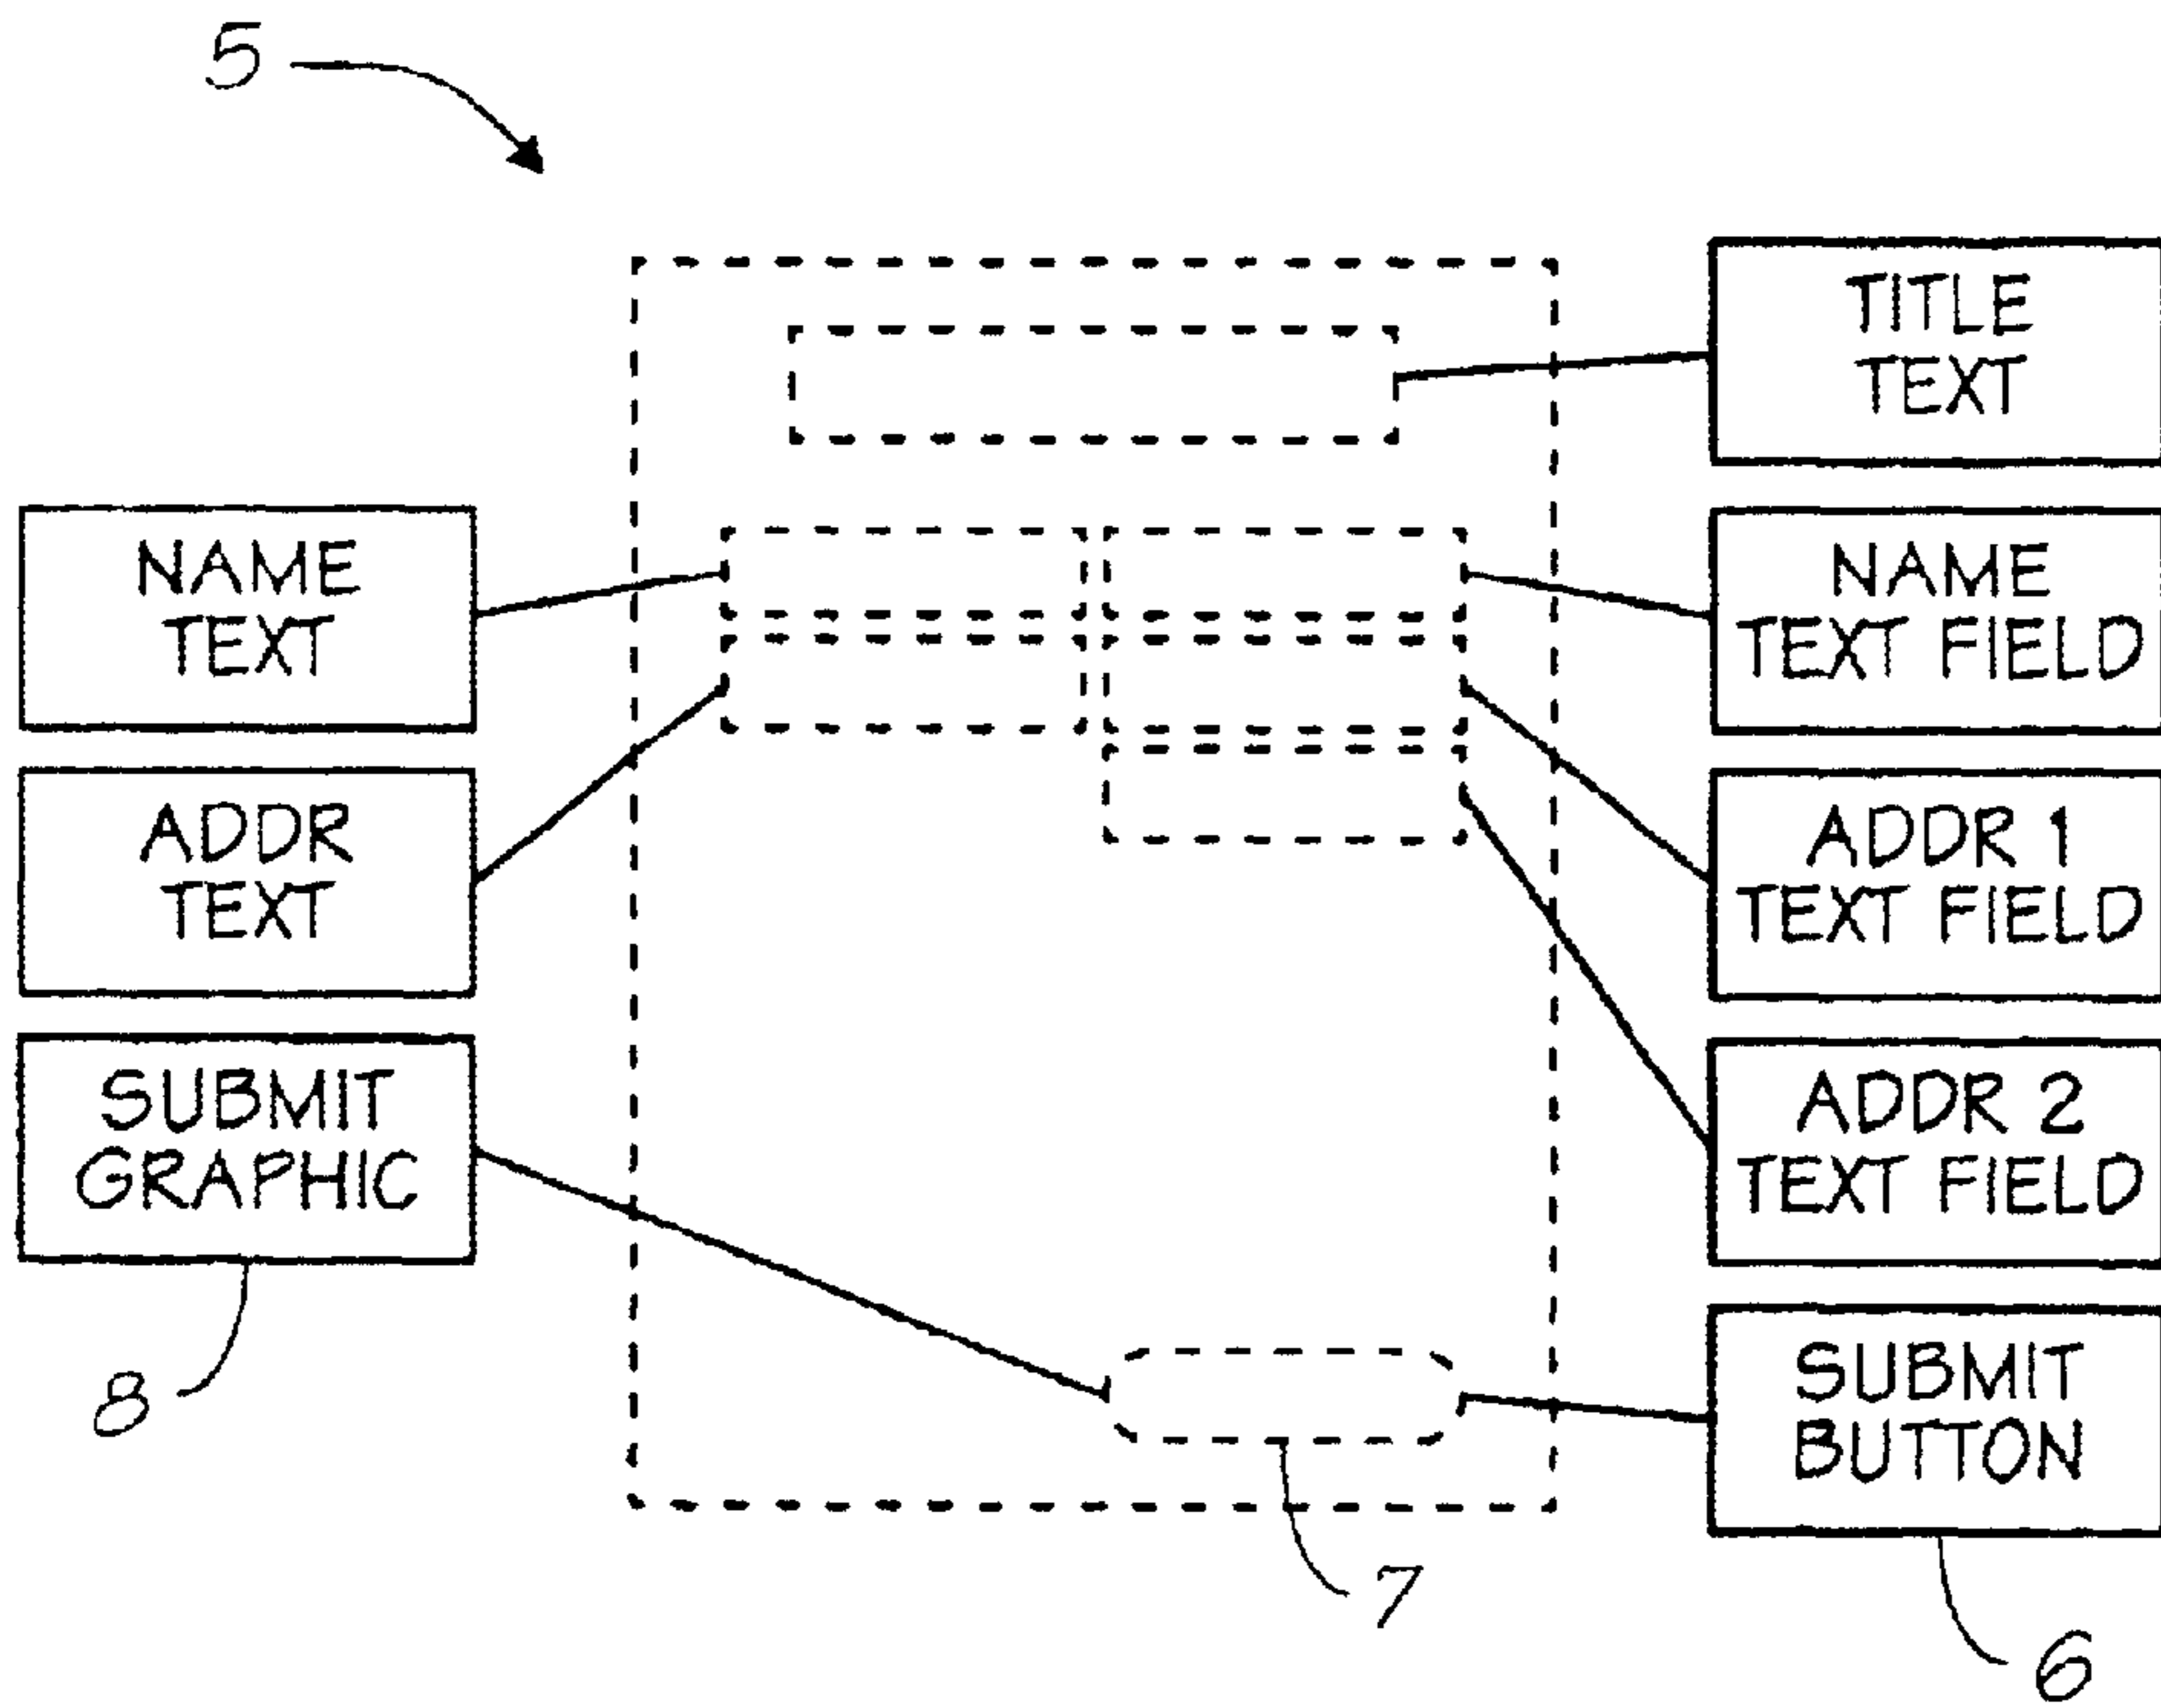 5
TITLE
TEXT
NAME
TEXT
NAME
TEXT FIELD
ADDR
TEXT
ADDR 1
TEXT FIELD
SUBMIT
GRAPHIC
ADDR 2
TEXT FIELD
8
SUBMIT
BUTTON
7
6